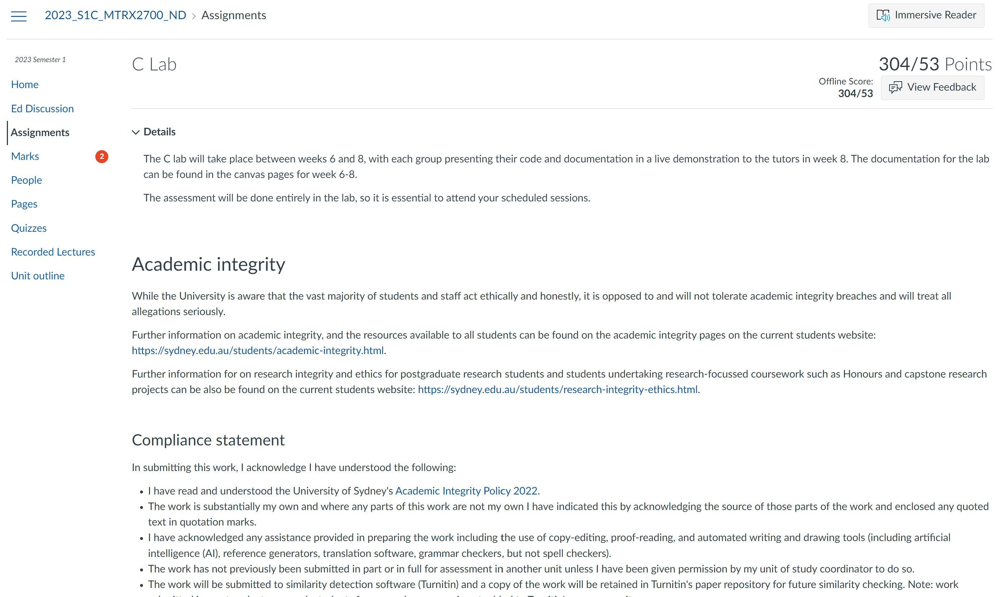 2023_S1C_MTRX2700_ND › Assignments
Immersive Reader
2023 Semester 1
Home
Ed Discussion
Assignments
Marks 2
People
Pages
Quizzes
Recorded Lectures
Unit outline
C Lab
304/53 Points
Offline Score:
304/53
View Feedback
Details
The C lab will take place between weeks 6 and 8, with each group presenting their code and documentation in a live demonstration to the tutors in week 8. The documentation for the lab
can be found in the canvas pages for week 6-8.
The assessment will be done entirely in the lab, so it is essential to attend your scheduled sessions.
Academic integrity
While the University is aware that the vast majority of students and staff act ethically and honestly, it is opposed to and will not tolerate academic integrity breaches and will treat all
allegations seriously.
Further information on academic integrity, and the resources available to all students can be found on the academic integrity pages on the current students website:
https://sydney.edu.au/students/academic-integrity.html.
Further information for on research integrity and ethics for postgraduate research students and students undertaking research-focussed coursework such as Honours and capstone research
projects can be also be found on the current students website: https://sydney.edu.au/students/research-integrity-ethics.html.
Compliance statement
In submitting this work, I acknowledge I have understood the following:
• I have read and understood the University of Sydney's Academic Integrity Policy 2022.
• The work is substantially my own and where any parts of this work are not my own I have indicated this by acknowledging the source of those parts of the work and enclosed any quoted
text in quotation marks.
• I have acknowledged any assistance provided in preparing the work including the use of copy-editing, proof-reading, and automated writing and drawing tools (including artificial
intelligence (AI), reference generators, translation software, grammar checkers, but not spell checkers).
• The work has not previously been submitted in part or in full for assessment in another unit unless I have been given permission by my unit of study coordinator to do so.
• The work will be submitted to similarity detection software (Turnitin) and a copy of the work will be retained in Turnitin's paper repository for future similarity checking. Note: work